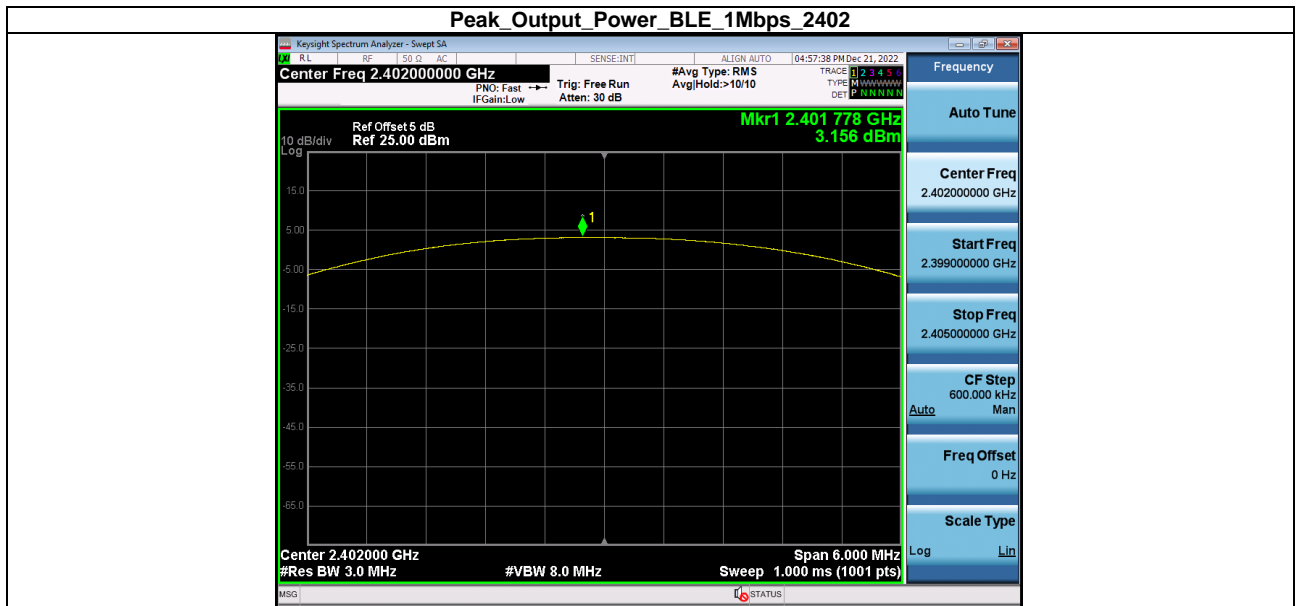 Peak_Output_Power_BLE_1Mbps_2402
Keysight Spectrum Analyzer - Swept SA
LXI RL RF 50 Ω AC SENSE:INT ALIGN AUTO 04:57:38 PM Dec 21, 2022
Center Freq 2.402000000 GHz
PNO: Fast
IFGain:Low
Trig: Free Run
Atten: 30 dB
#Avg Type: RMS
Avg|Hold:>10/10
TRACE 1 2 3 4 5 6
TYPE M W W W W W
DET P N N N N N
Ref Offset 5 dB
Ref 25.00 dBm
10 dB/div
Log
Mkr1 2.401 778 GHz
3.156 dBm
1
15.0
5.00
-5.00
-15.0
-25.0
-35.0
-45.0
-55.0
-65.0
Center 2.402000 GHz
Span 6.000 MHz
#Res BW 3.0 MHz
#VBW 8.0 MHz
Sweep 1.000 ms (1001 pts)
MSG
STATUS
Frequency
Auto Tune
Center Freq
2.402000000 GHz
Start Freq
2.399000000 GHz
Stop Freq
2.405000000 GHz
CF Step
600.000 kHz
Auto Man
Freq Offset
0 Hz
Scale Type
Log Lin